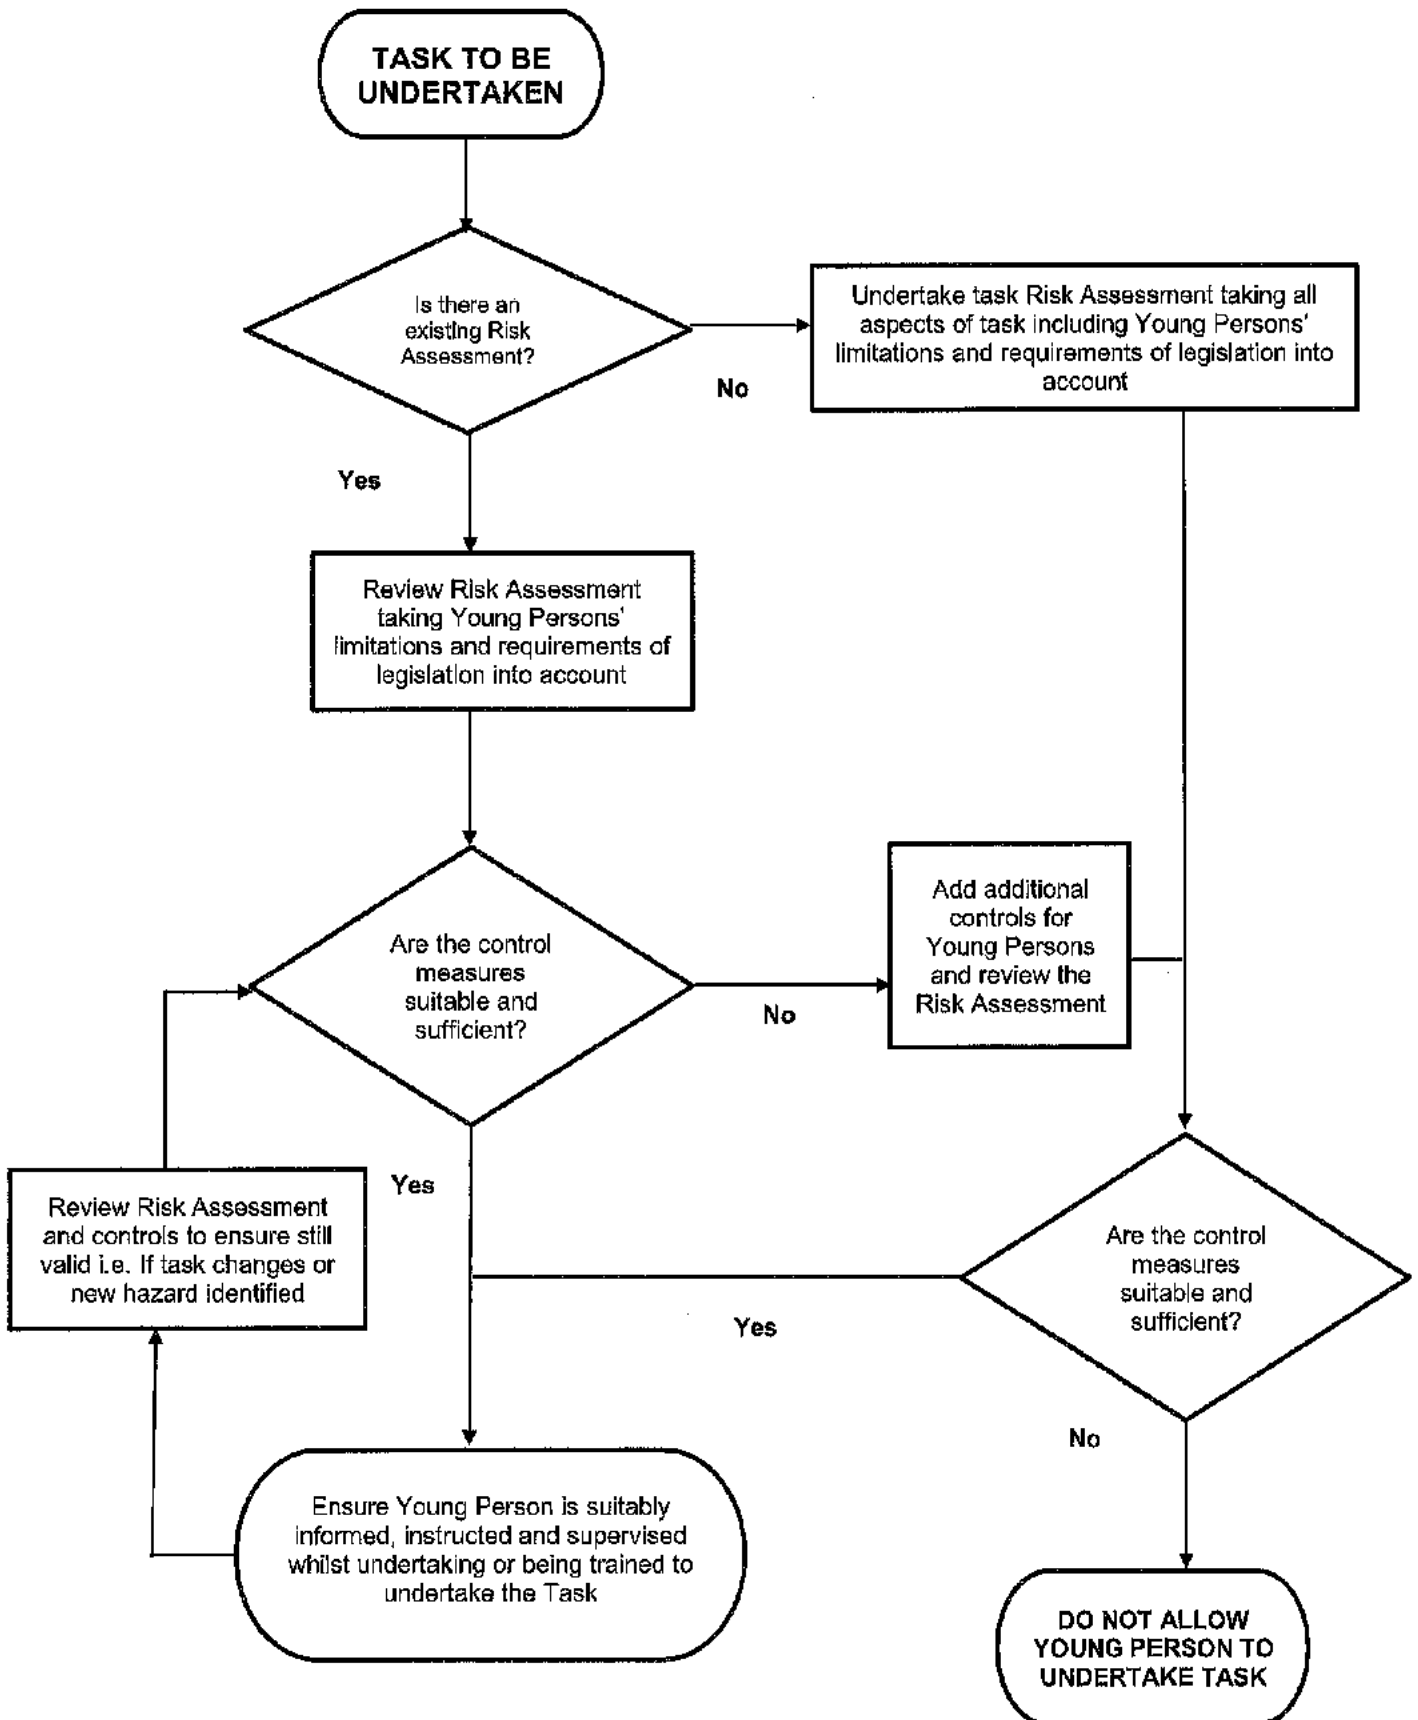 TASK TO BE
UNDERTAKEN
Is there an
existing Risk
Assessment?
No
Undertake task Risk Assessment taking all
aspects of task including Young Persons'
limitations and requirements of legislation into
account
Yes
Review Risk Assessment
taking Young Persons'
limitations and requirements of
legislation into account
Are the control
measures
suitable and
sufficient?
No
Add additional
controls for
Young Persons
and review the
Risk Assessment
Yes
Review Risk Assessment
and controls to ensure still
valid i.e. If task changes or
new hazard identified
Are the control
measures
suitable and
sufficient?
Yes
No
Ensure Young Person is suitably
informed, instructed and supervised
whilst undertaking or being trained to
undertake the Task
DO NOT ALLOW
YOUNG PERSON TO
UNDERTAKE TASK